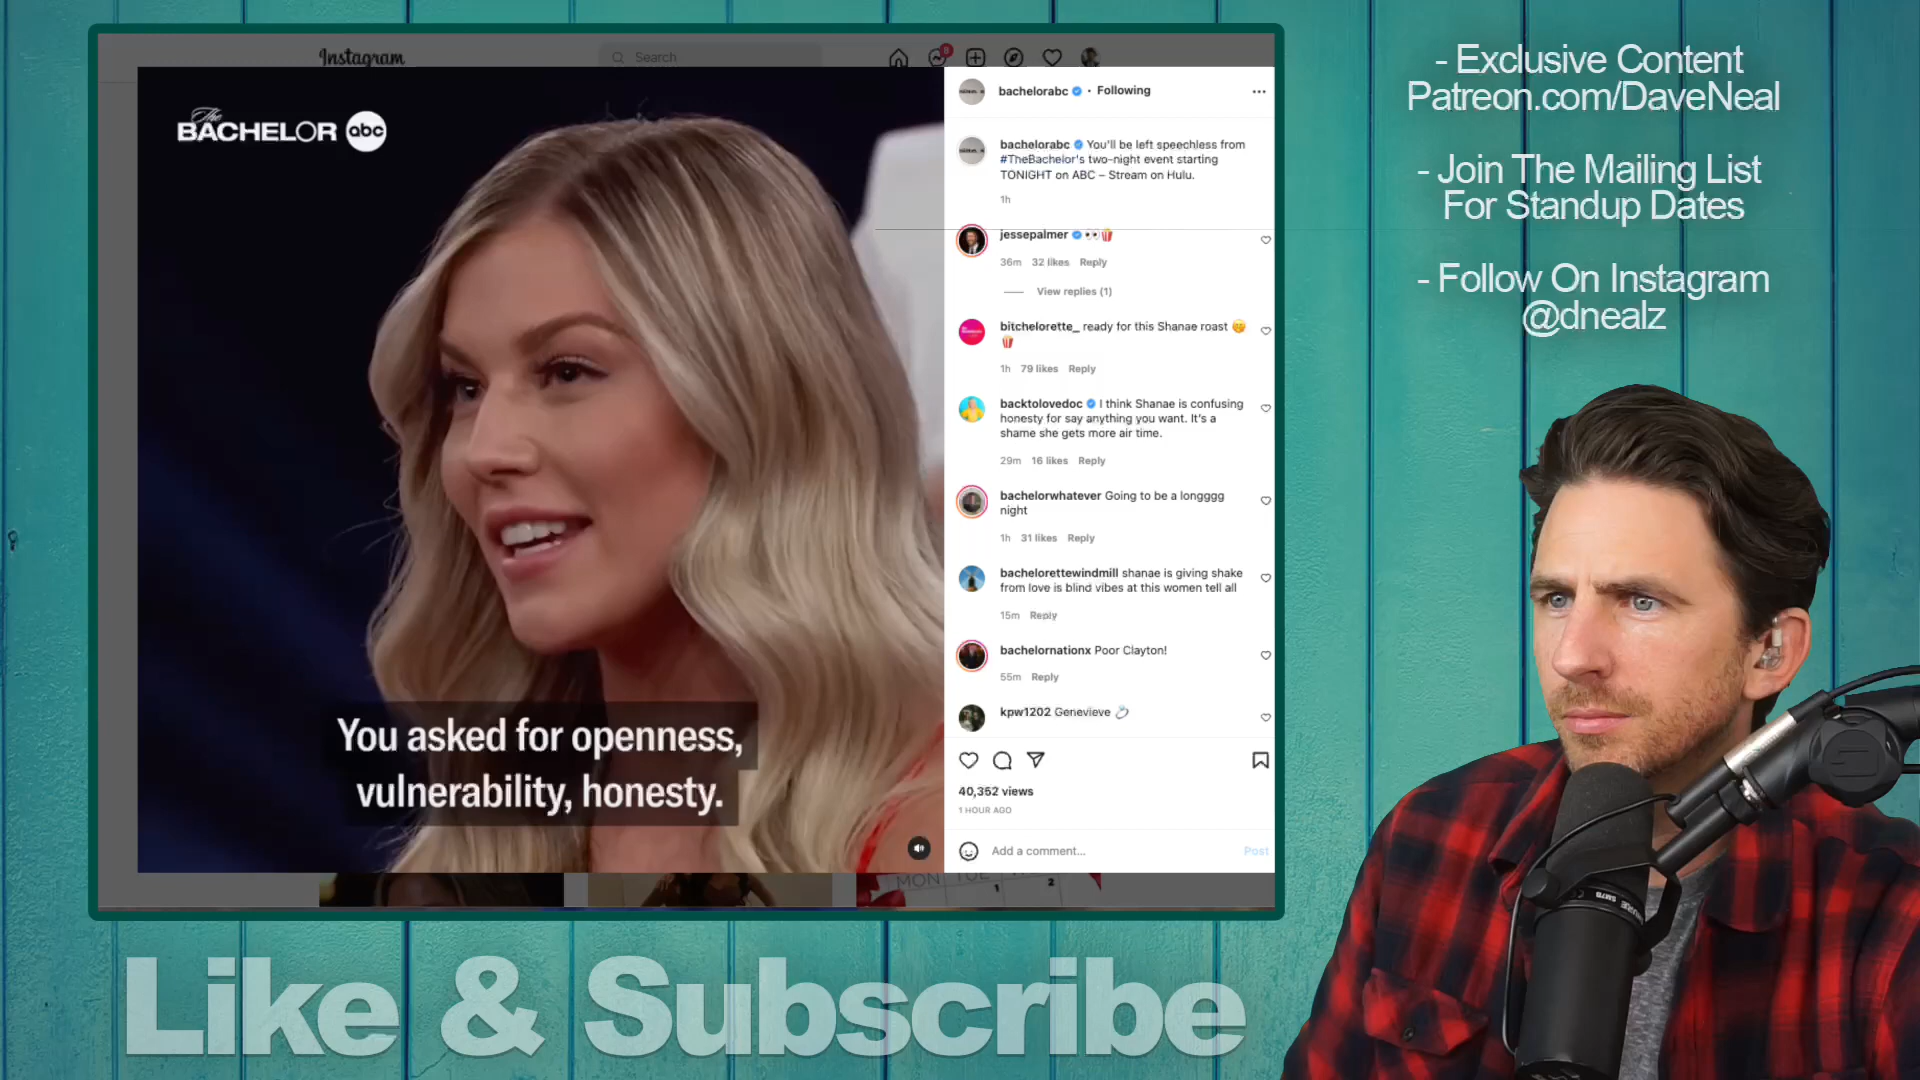 Instagram
Search
8
The
BACHELOR abc
You asked for openness,
vulnerability, honesty.
bachelorabc • Following
bachelorabc You'll be left speechless from
#TheBachelor's two-night event starting
TONIGHT on ABC – Stream on Hulu.
1h
jessepalmer 👀🍿
36m 32 likes Reply
View replies (1)
bitchelorette_ ready for this Shanae roast
🍿
1h 79 likes Reply
backtolovedoc I think Shanae is confusing
honesty for say anything you want. It's a
shame she gets more air time.
29m 16 likes Reply
bachelorwhatever Going to be a longggg
night
1h 31 likes Reply
bachelorettewindmill shanae is giving shake
from love is blind vibes at this women tell all
15m Reply
bachelornationx Poor Clayton!
55m Reply
kpw1202 Genevieve 💍
40,352 views
1 HOUR AGO
Add a comment... Post
MON TUE
1 2
- Exclusive Content
Patreon.com/DaveNeal
- Join The Mailing List
For Standup Dates
- Follow On Instagram
@dnealz
SHURE
SM7B
Like & Subscribe